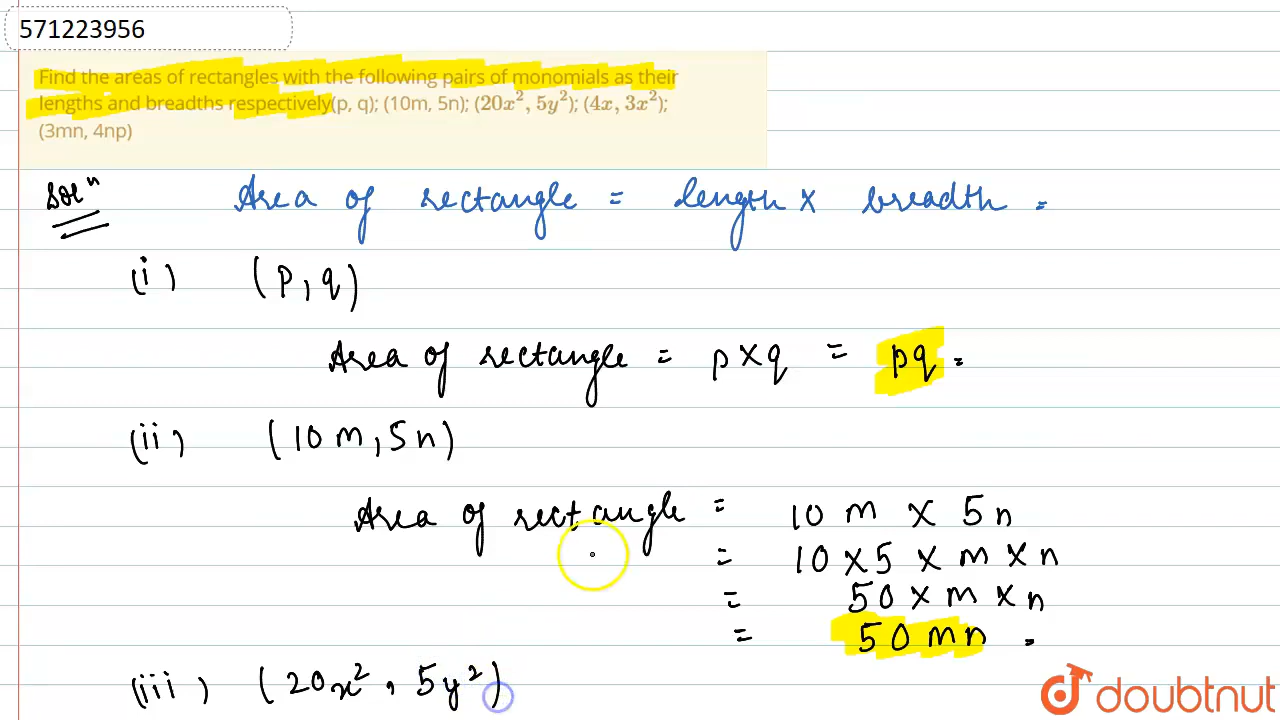 571223956
Find the areas of rectangles with the following pairs of monomials as their
lengths and breadths respectively(p, q); (10m, 5n); (20x², 5y²); (4x, 3x²);
(3mn, 4np)
Solⁿ Area of rectangle = length × breadth .
(i) (p, q)
Area of rectangle = p × q = pq .
(ii) (10 m, 5n)
Area of rectangle = 10 m × 5n
= 10 × 5 × m × n
= 50 × m × n
= 50 mn .
(iii) (20x², 5y²)
doubtnut